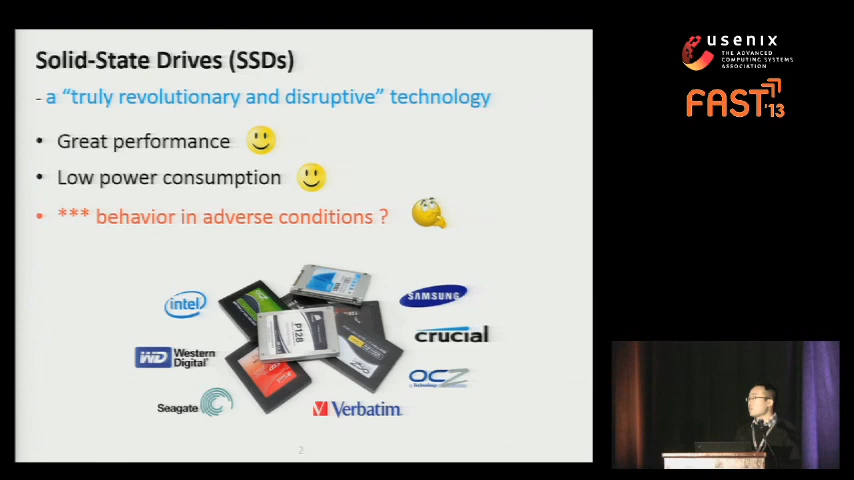 Solid-State Drives (SSDs)
- a “truly revolutionary and disruptive” technology
• Great performance
• Low power consumption
• *** behavior in adverse conditions ?
intel
SAMSUNG
P128
crucial
WD Western Digital
OCZ
Technology
Seagate
Verbatim
2
usenix
THE ADVANCED
COMPUTING SYSTEMS
ASSOCIATION
FAST '13